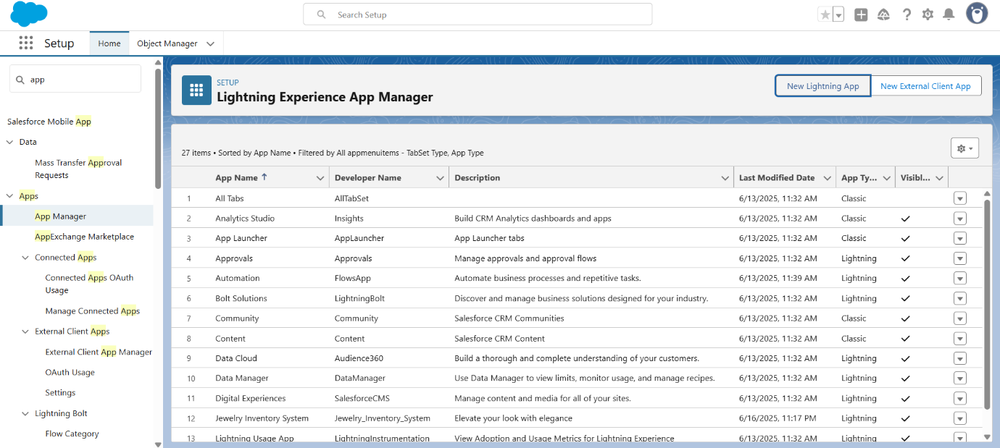 Search Setup
Setup
Home
Object Manager
app
Salesforce Mobile App
Data
Mass Transfer Approval
Requests
Apps
App Manager
AppExchange Marketplace
Connected Apps
Connected Apps OAuth
Usage
Manage Connected Apps
External Client Apps
External Client App Manager
OAuth Usage
Settings
Lightning Bolt
Flow Category
SETUP
Lightning Experience App Manager
New Lightning App
New External Client App
27 items • Sorted by App Name • Filtered by All appmenuitems - TabSet Type, App Type
App Name ↑ Developer Name Description Last Modified Date App Ty... Visibl...
1 All Tabs AllTabSet 6/13/2025, 11:32 AM Classic
2 Analytics Studio Insights Build CRM Analytics dashboards and apps 6/13/2025, 11:32 AM Classic ✓
3 App Launcher AppLauncher App Launcher tabs 6/13/2025, 11:32 AM Classic ✓
4 Approvals Approvals Manage approvals and approval flows 6/13/2025, 11:32 AM Lightning ✓
5 Automation FlowsApp Automate business processes and repetitive tasks. 6/13/2025, 11:39 AM Lightning ✓
6 Bolt Solutions LightningBolt Discover and manage business solutions designed for your industry. 6/13/2025, 11:32 AM Lightning ✓
7 Community Community Salesforce CRM Communities 6/13/2025, 11:32 AM Classic ✓
8 Content Content Salesforce CRM Content 6/13/2025, 11:32 AM Classic ✓
9 Data Cloud Audience360 Build a thorough and complete understanding of your customers. 6/13/2025, 11:32 AM Lightning ✓
10 Data Manager DataManager Use Data Manager to view limits, monitor usage, and manage recipes. 6/13/2025, 11:32 AM Lightning ✓
11 Digital Experiences SalesforceCMS Manage content and media for all of your sites. 6/13/2025, 11:32 AM Lightning ✓
12 Jewelry Inventory System Jewelry_Inventory_System Elevate your look with elegance 6/16/2025, 11:17 PM Lightning ✓
13 Lightning Usage App LightningInstrumentation View Adoption and Usage Metrics for Lightning Experience 6/13/2025, 11:32 AM Lightning ✓